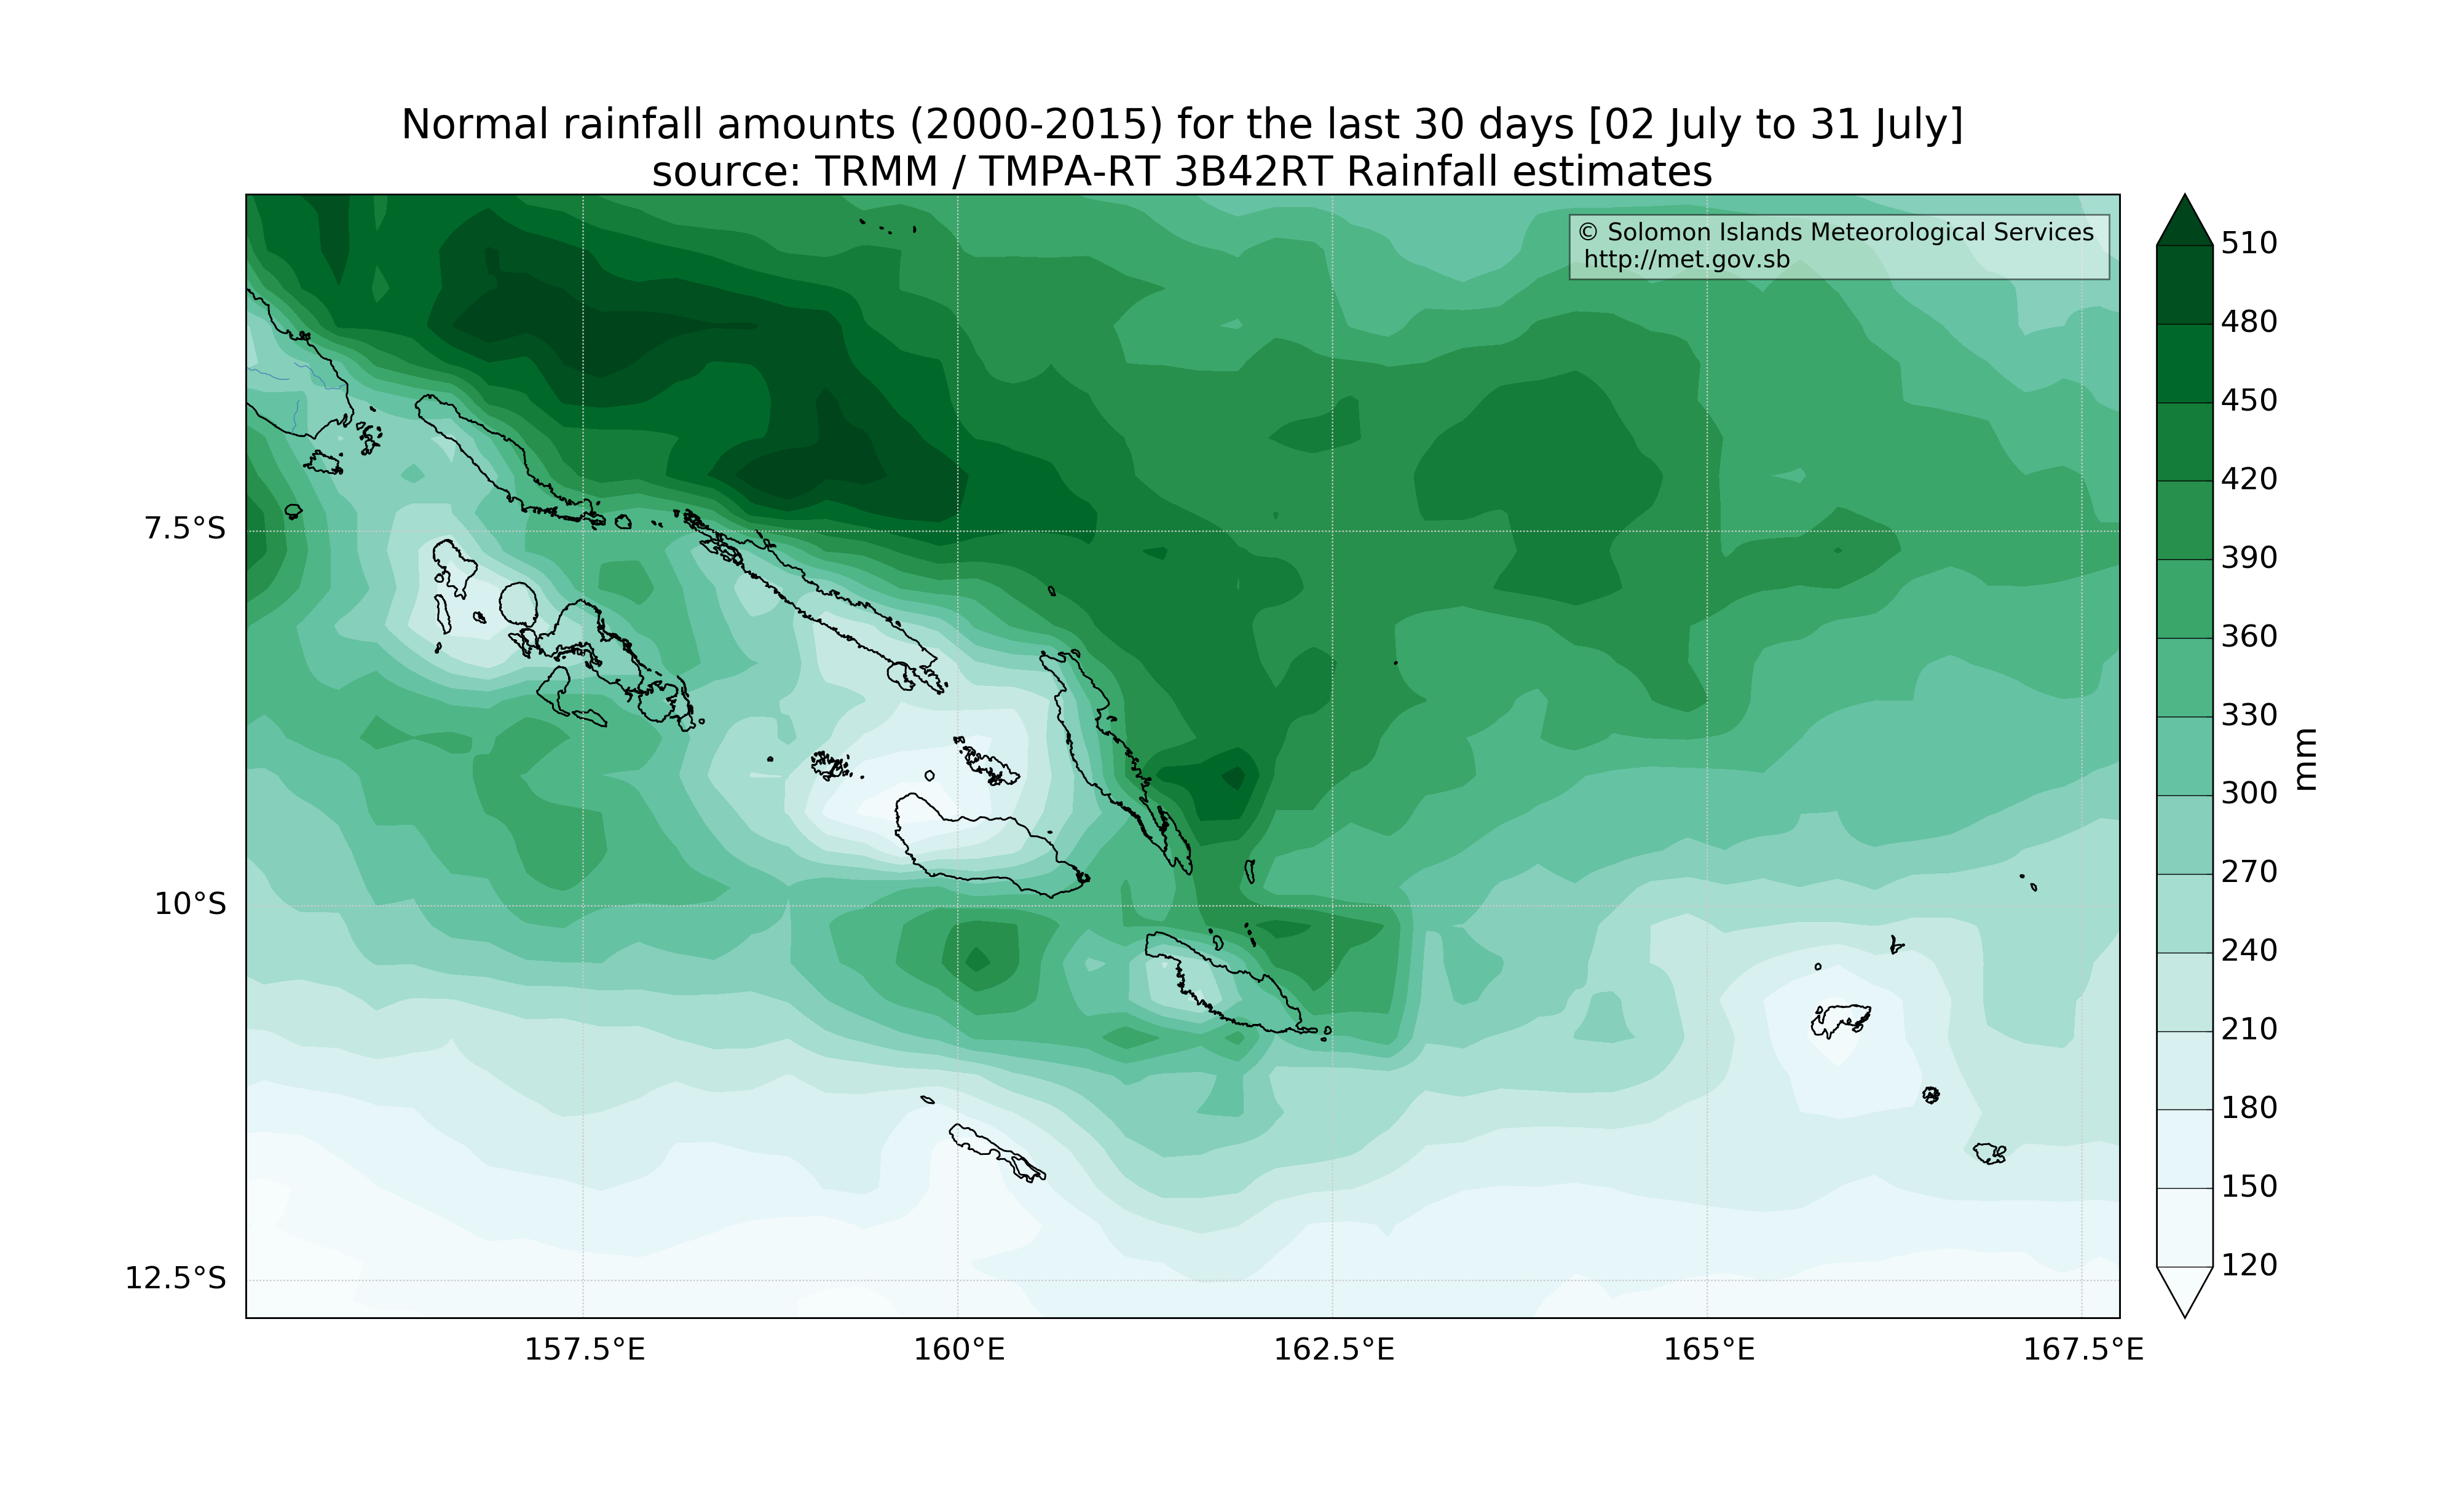 Normal rainfall amounts (2000-2015) for the last 30 days [02 July to 31 July]
source: TRMM / TMPA-RT 3B42RT Rainfall estimates
© Solomon Islands Meteorological Services
http://met.gov.sb
7.5°S
10°S
12.5°S
157.5°E
160°E
162.5°E
165°E
167.5°E
510
480
450
420
390
360
330
300
270
240
210
180
150
120
mm